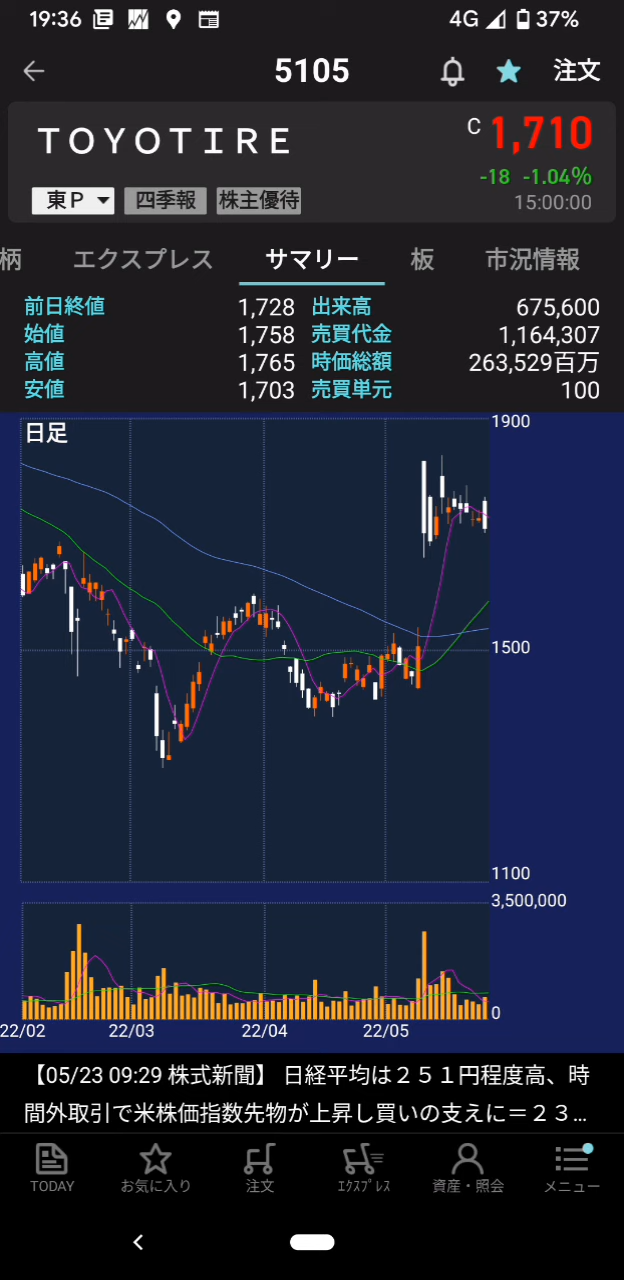 19:36 4G 37%
5105 注文
ＴＯＹＯＴＩＲＥ C 1,710
-18 -1.04%
東Ｐ 四季報 株主優待 15:00:00
柄 エクスプレス サマリー 板 市況情報
前日終値 1,728 出来高 675,600
始値 1,758 売買代金 1,164,307
高値 1,765 時価総額 263,529百万
安値 1,703 売買単元 100
日足
1900
1500
1100
3,500,000
0
22/02 22/03 22/04 22/05
【05/23 09:29 株式新聞】 日経平均は２５１円程度高、時
間外取引で米株価指数先物が上昇し買いの支えに＝２３...
TODAY お気に入り 注文 ｴｸｽﾌﾟﾚｽ 資産・照会 メニュー